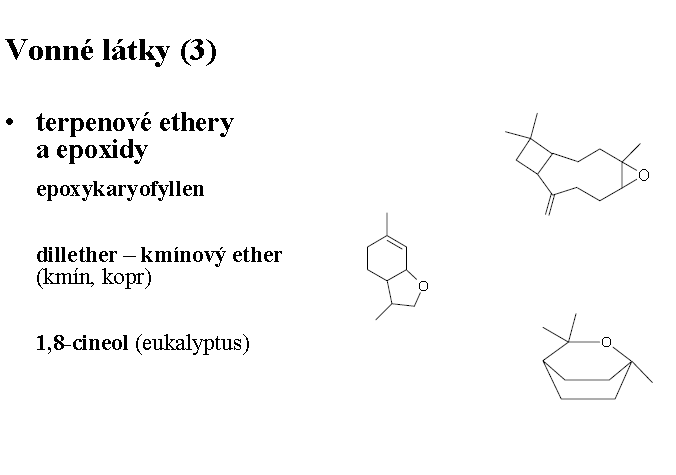 Vonné látky (3)
• terpenové ethery
a epoxidy
epoxykaryofyllen
O
dillether – kmínový ether
(kmín, kopr)
O
1,8-cineol (eukalyptus)
O